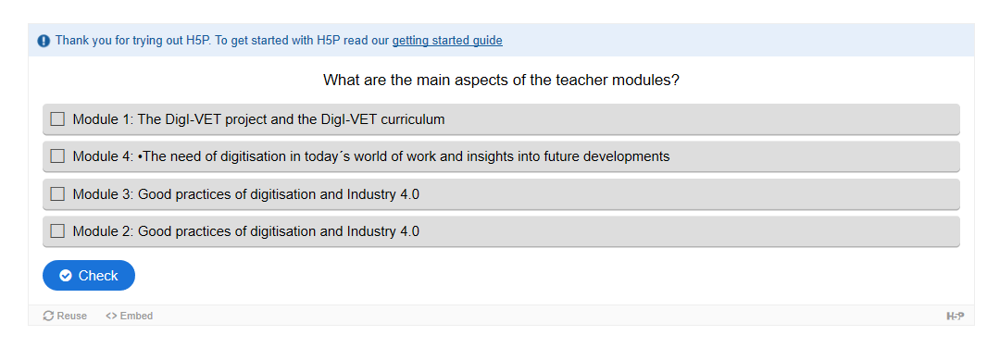 Thank you for trying out H5P. To get started with H5P read our getting started guide
What are the main aspects of the teacher modules?
Module 1: The DigI-VET project and the DigI-VET curriculum
Module 4: •The need of digitisation in today´s world of work and insights into future developments
Module 3: Good practices of digitisation and Industry 4.0
Module 2: Good practices of digitisation and Industry 4.0
Check
Reuse <> Embed H5P